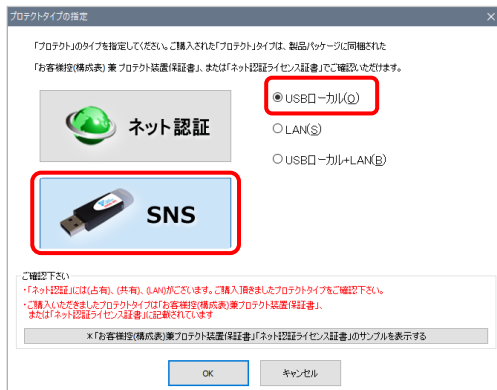 プロテクトタイプの指定
「プロテクト」のタイプを指定してください。ご購入された「プロテクト」タイプは、製品パッケージに同梱された
「お客様控(構成表) 兼 プロテクト装置保証書」、または「ネット認証ライセンス証書」でご確認いただけます。
ネット認証
SNS
USBローカル(O)
LAN(S)
USBローカル+LAN(B)
ご確認下さい
・「ネット認証」には(占有)、(共有)、(LAN)がございます。ご購入頂きましたプロテクトタイプをご確認下さい。
・ご購入いただきましたプロテクトタイプは「お客様控(構成表)兼プロテクト装置保証書」、
または「ネット認証ライセンス証書」に記載されています
※「お客様控(構成表)兼プロテクト装置保証書」「ネット認証ライセンス証書」のサンプルを表示する
OK
キャンセル